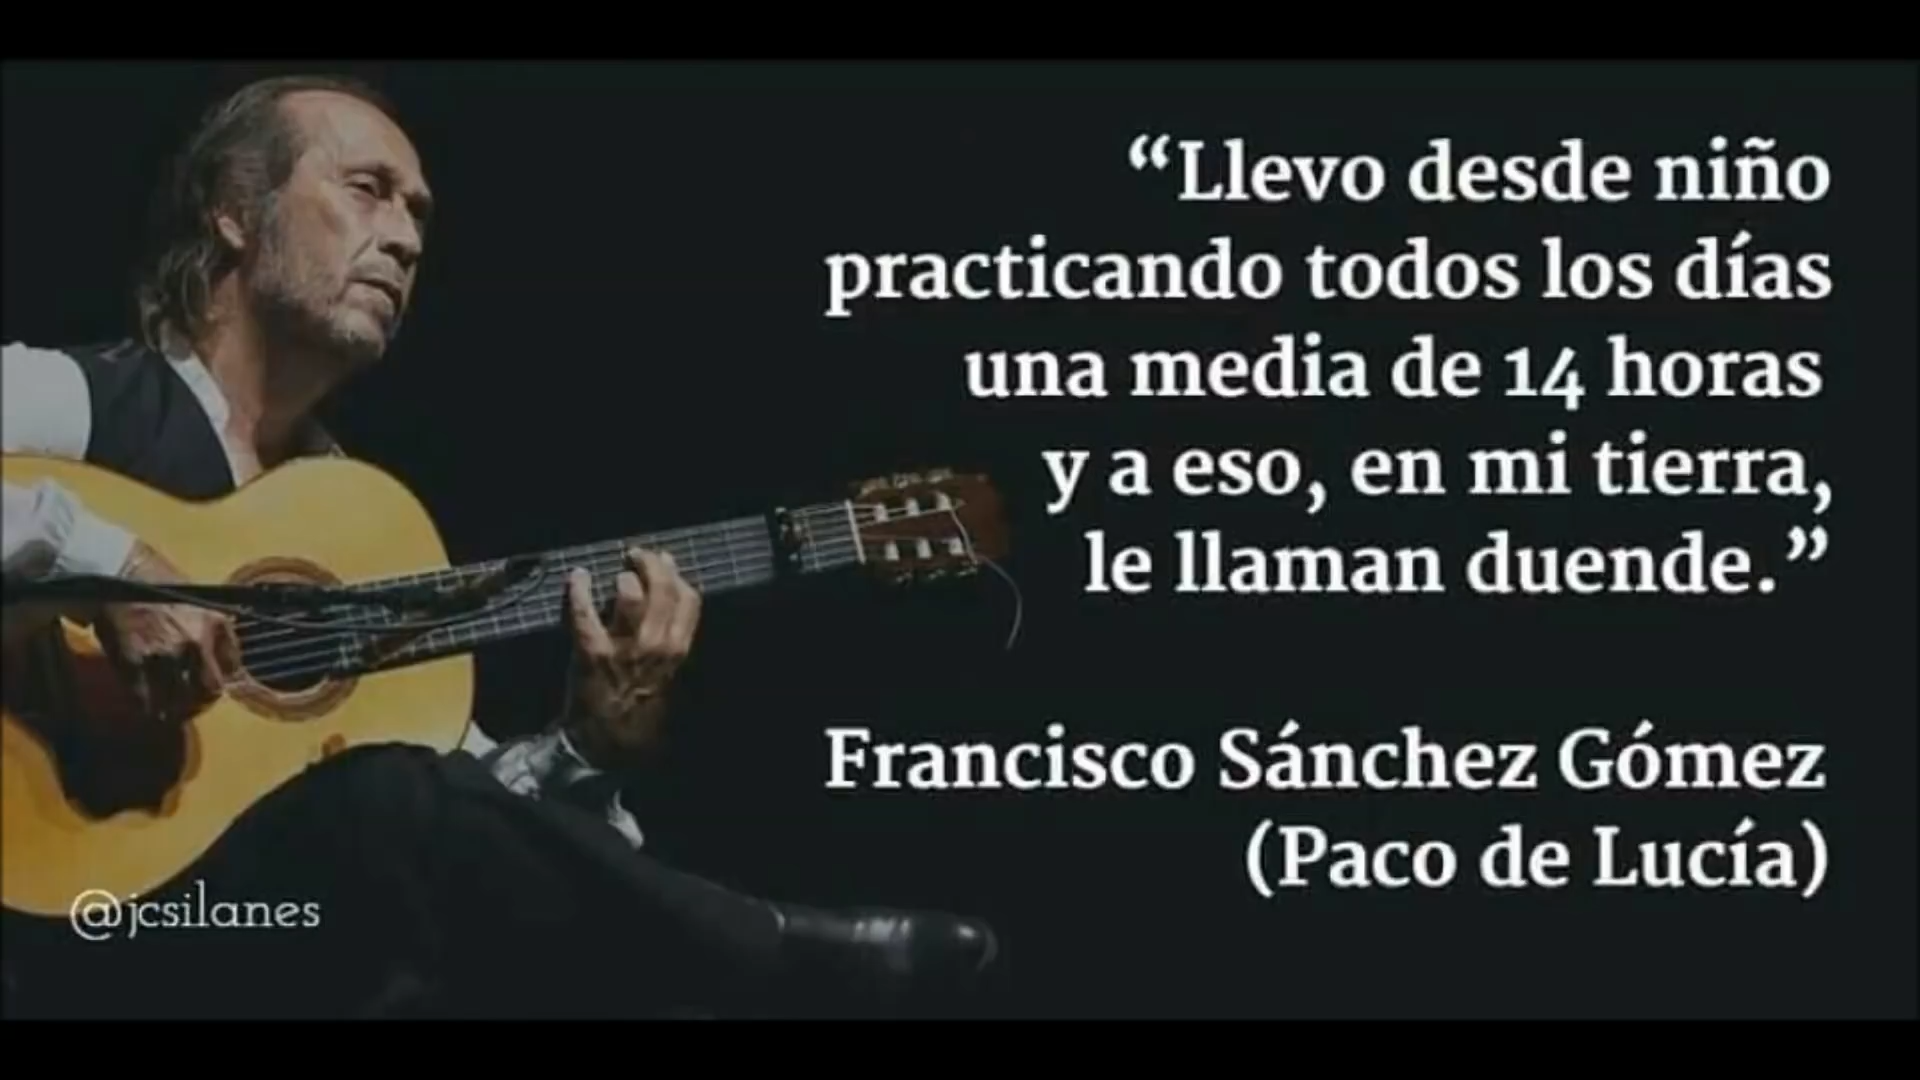 “Llevo desde niño
practicando todos los días
una media de 14 horas
y a eso, en mi tierra,
le llaman duende.”
Francisco Sánchez Gómez
(Paco de Lucía)
@jcsilanes